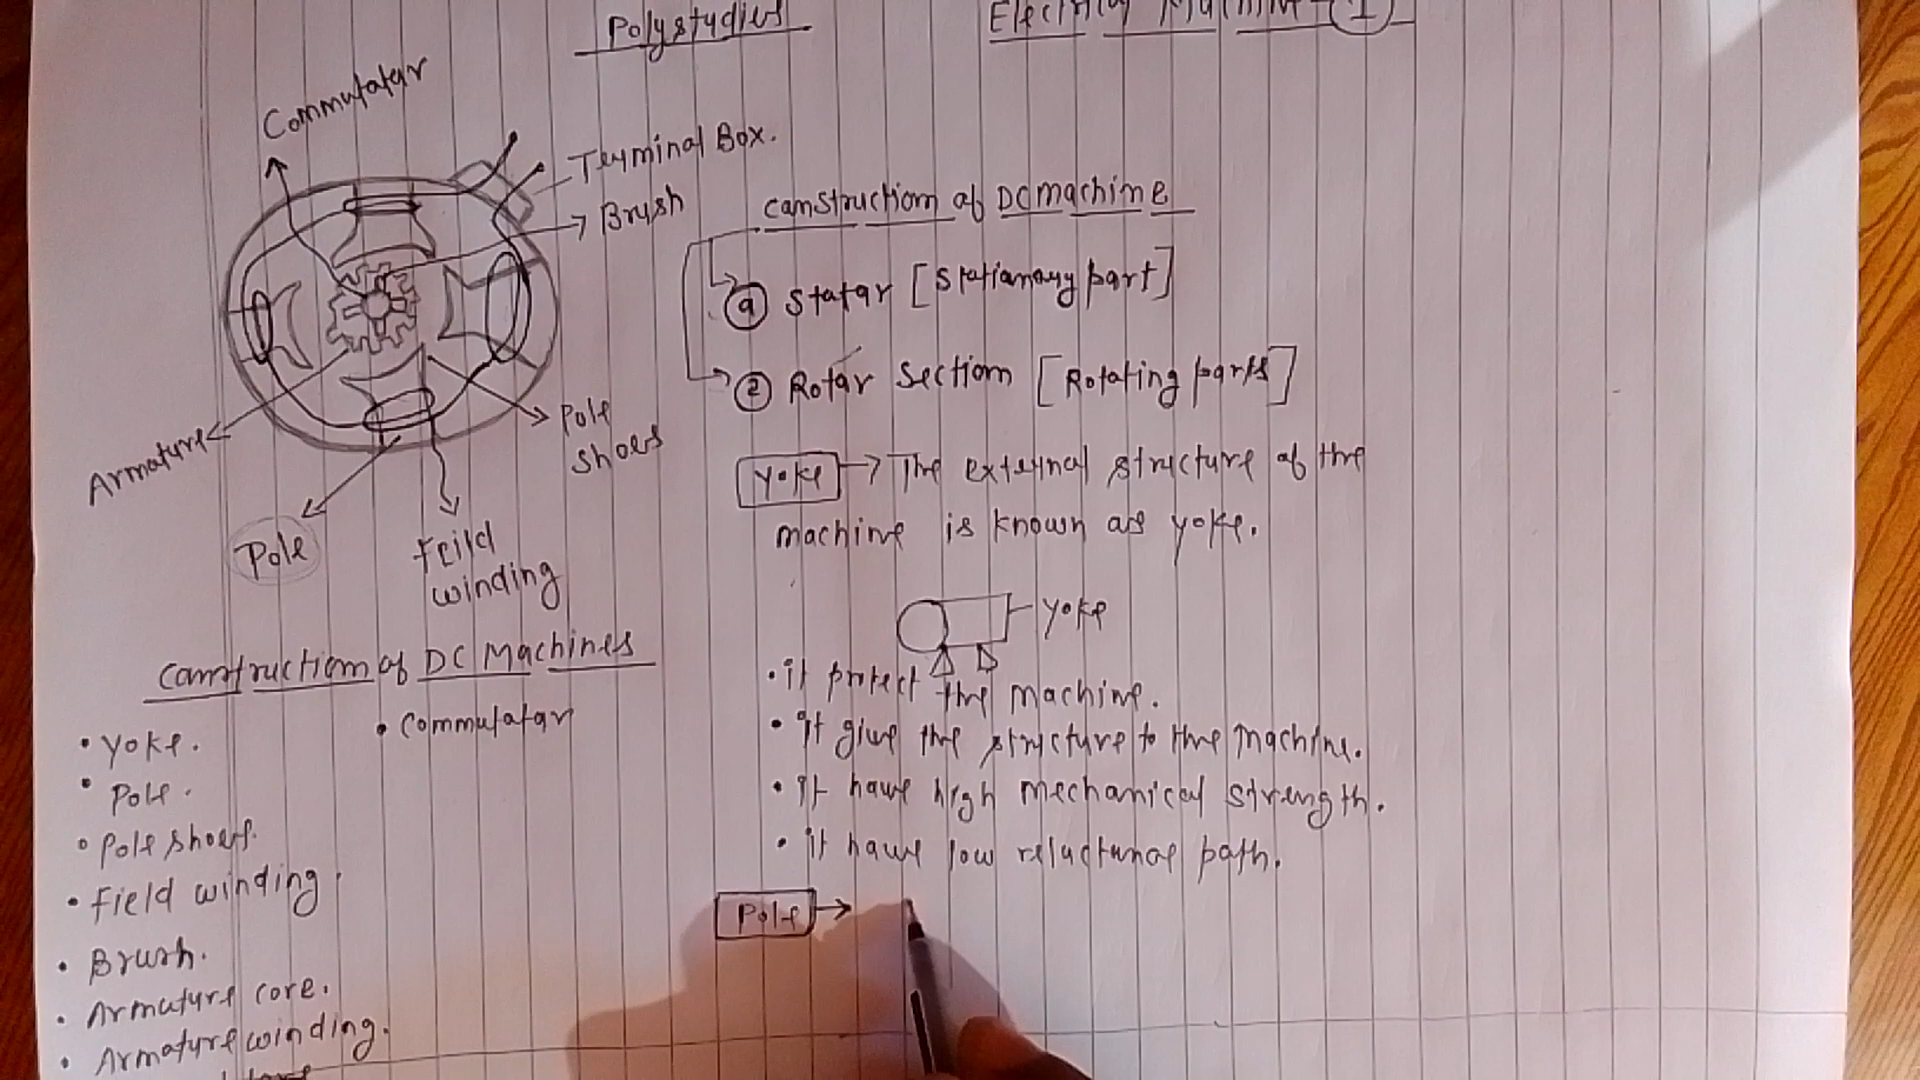 Polystudies
Electrical Machine - 1
Commutator
Terminal Box.
Brush
Armature
Pole
shoes
Pole
Feild
winding
Construction of DC Machines
• Yoke.
• Pole.
• Pole shoes.
• Field winding.
• Brush.
• Armature core.
• Armature winding.
• Commutator
Construction of DC machine
① Stator [Stationary part]
② Rotor Section [Rotating parts]
Yoke → The external structure of the
machine is known as yoke.
Yoke
• it protect the machine.
• It give the structure to the machine.
• It have high mechanical strength.
• it have low reluctance path.
Pole →